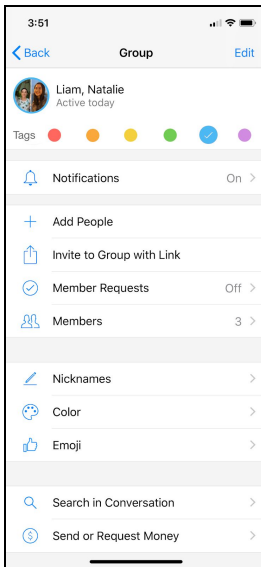 3:51
Back Group Edit
Liam, Natalie
Active today
Tags
Notifications On
Add People
Invite to Group with Link
Member Requests Off
Members 3
Nicknames
Color
Emoji
Search in Conversation
$ Send or Request Money